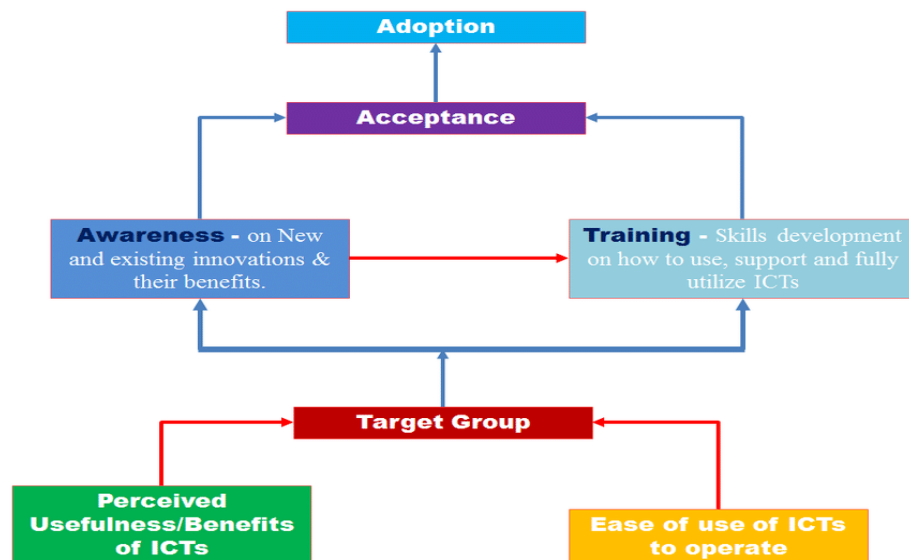 Adoption
Acceptance
Awareness - on New
and existing innovations &
their benefits.
Training - Skills development
on how to use, support and fully
utilize ICTs
Target Group
Perceived
Usefulness/Benefits
of ICTs
Ease of use of ICTs
to operate